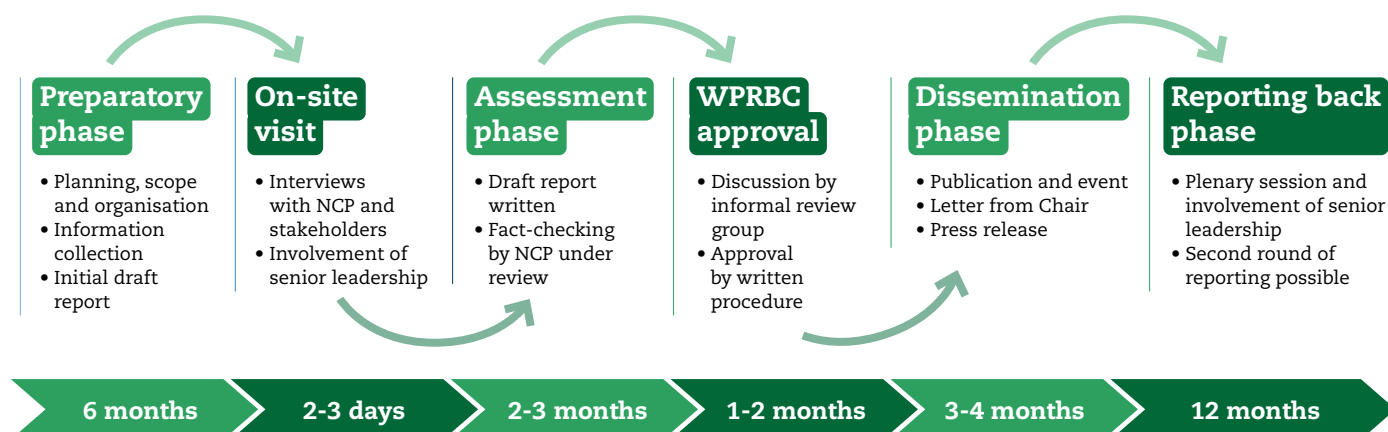 Preparatory
phase
• Planning, scope
and organisation
• Information
collection
• Initial draft
report
On-site
visit
• Interviews
with NCP and
stakeholders
• Involvement of
senior leadership
Assessment
phase
• Draft report
written
• Fact-checking
by NCP under
review
WPRBC
approval
• Discussion by
informal review
group
• Approval
by written
procedure
Dissemination
phase
• Publication and event
• Letter from Chair
• Press release
Reporting back
phase
• Plenary session and
involvement of senior
leadership
• Second round of
reporting possible
6 months
2-3 days
2-3 months
1-2 months
3-4 months
12 months